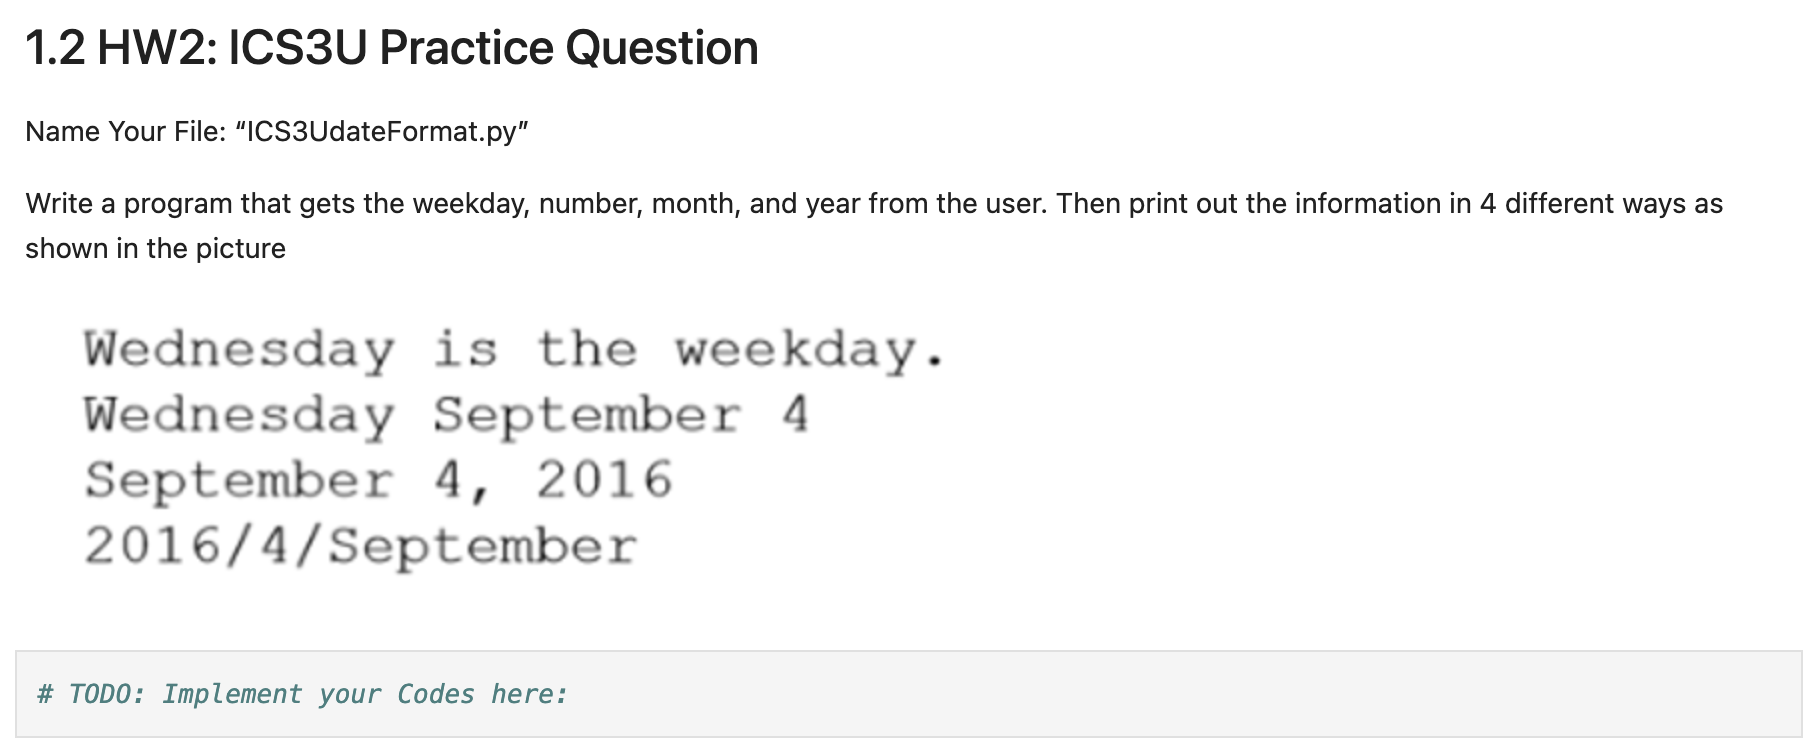 1.2 HW2: ICS3U Practice Question
Name Your File: “ICS3UdateFormat.py”
Write a program that gets the weekday, number, month, and year from the user. Then print out the information in 4 different ways as
shown in the picture
Wednesday is the weekday.
Wednesday September 4
September 4, 2016
2016/4/September
# TODO: Implement your Codes here: